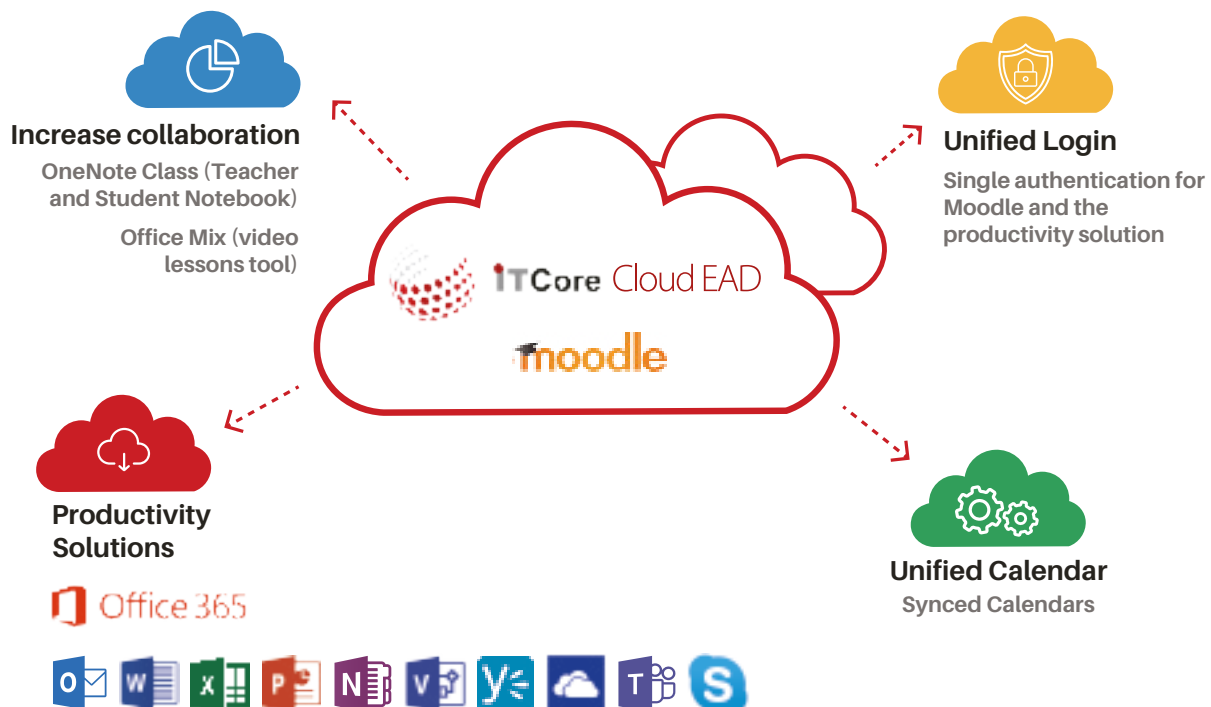 Increase collaboration
OneNote Class (Teacher
and Student Notebook)
Office Mix (video
lessons tool)
Unified Login
Single authentication for
Moodle and the
productivity solution
iTCore Cloud EAD
moodle
Productivity
Solutions
Office 365
Unified Calendar
Synced Calendars
O W X P N V y T S